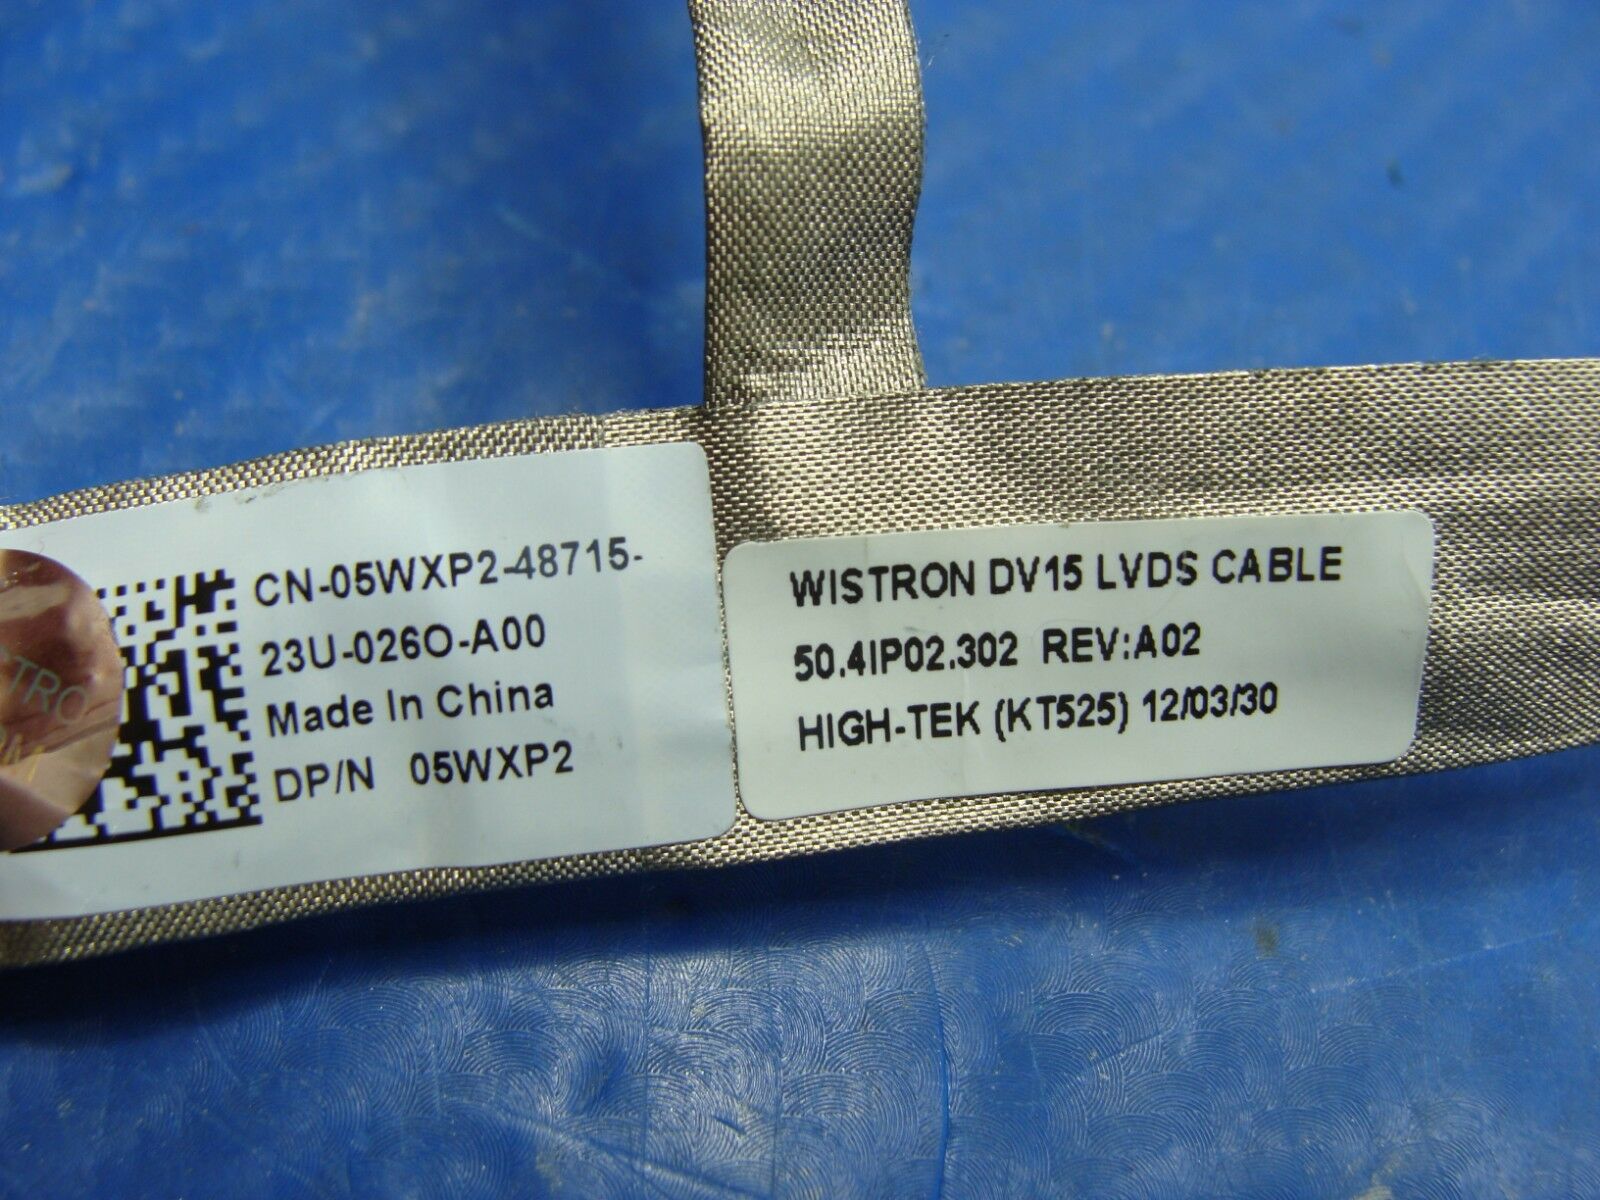 CN-05WXP2-48715-
23U-026O-A00
Made In China
DP/N 05WXP2
WISTRON DV15 LVDS CABLE
50.4IP02.302 REV:A02
HIGH-TEK (KT525) 12/03/30
TRO